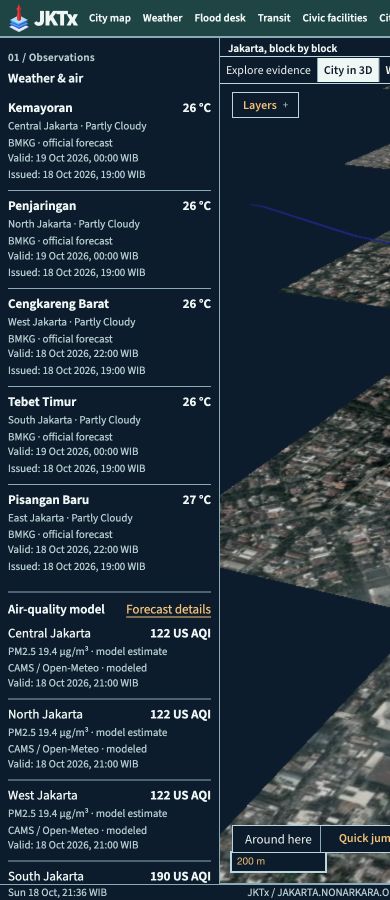 JKTx City map Weather Flood desk Transit Civic facilities
01 / Observations
Weather & air
Kemayoran 26 °C
Central Jakarta · Partly Cloudy
BMKG · official forecast
Valid: 19 Oct 2026, 00:00 WIB
Issued: 18 Oct 2026, 19:00 WIB
Penjaringan 26 °C
North Jakarta · Partly Cloudy
BMKG · official forecast
Valid: 19 Oct 2026, 00:00 WIB
Issued: 18 Oct 2026, 19:00 WIB
Cengkareng Barat 26 °C
West Jakarta · Partly Cloudy
BMKG · official forecast
Valid: 18 Oct 2026, 22:00 WIB
Issued: 18 Oct 2026, 19:00 WIB
Tebet Timur 26 °C
South Jakarta · Partly Cloudy
BMKG · official forecast
Valid: 19 Oct 2026, 00:00 WIB
Issued: 18 Oct 2026, 19:00 WIB
Pisangan Baru 27 °C
East Jakarta · Partly Cloudy
BMKG · official forecast
Valid: 18 Oct 2026, 22:00 WIB
Issued: 18 Oct 2026, 19:00 WIB
Air-quality model Forecast details
Central Jakarta 122 US AQI
PM2.5 19.4 μg/m³ · model estimate
CAMS / Open-Meteo · modeled
Valid: 18 Oct 2026, 21:00 WIB
North Jakarta 122 US AQI
PM2.5 19.4 μg/m³ · model estimate
CAMS / Open-Meteo · modeled
Valid: 18 Oct 2026, 21:00 WIB
West Jakarta 122 US AQI
PM2.5 19.4 μg/m³ · model estimate
CAMS / Open-Meteo · modeled
Valid: 18 Oct 2026, 21:00 WIB
South Jakarta 190 US AQI
Jakarta, block by block
Explore evidence City in 3D
Layers +
Around here Quick
200 m
Sun 18 Oct, 21:36 WIB JKTx / JAKARTA.NONARKARA.O